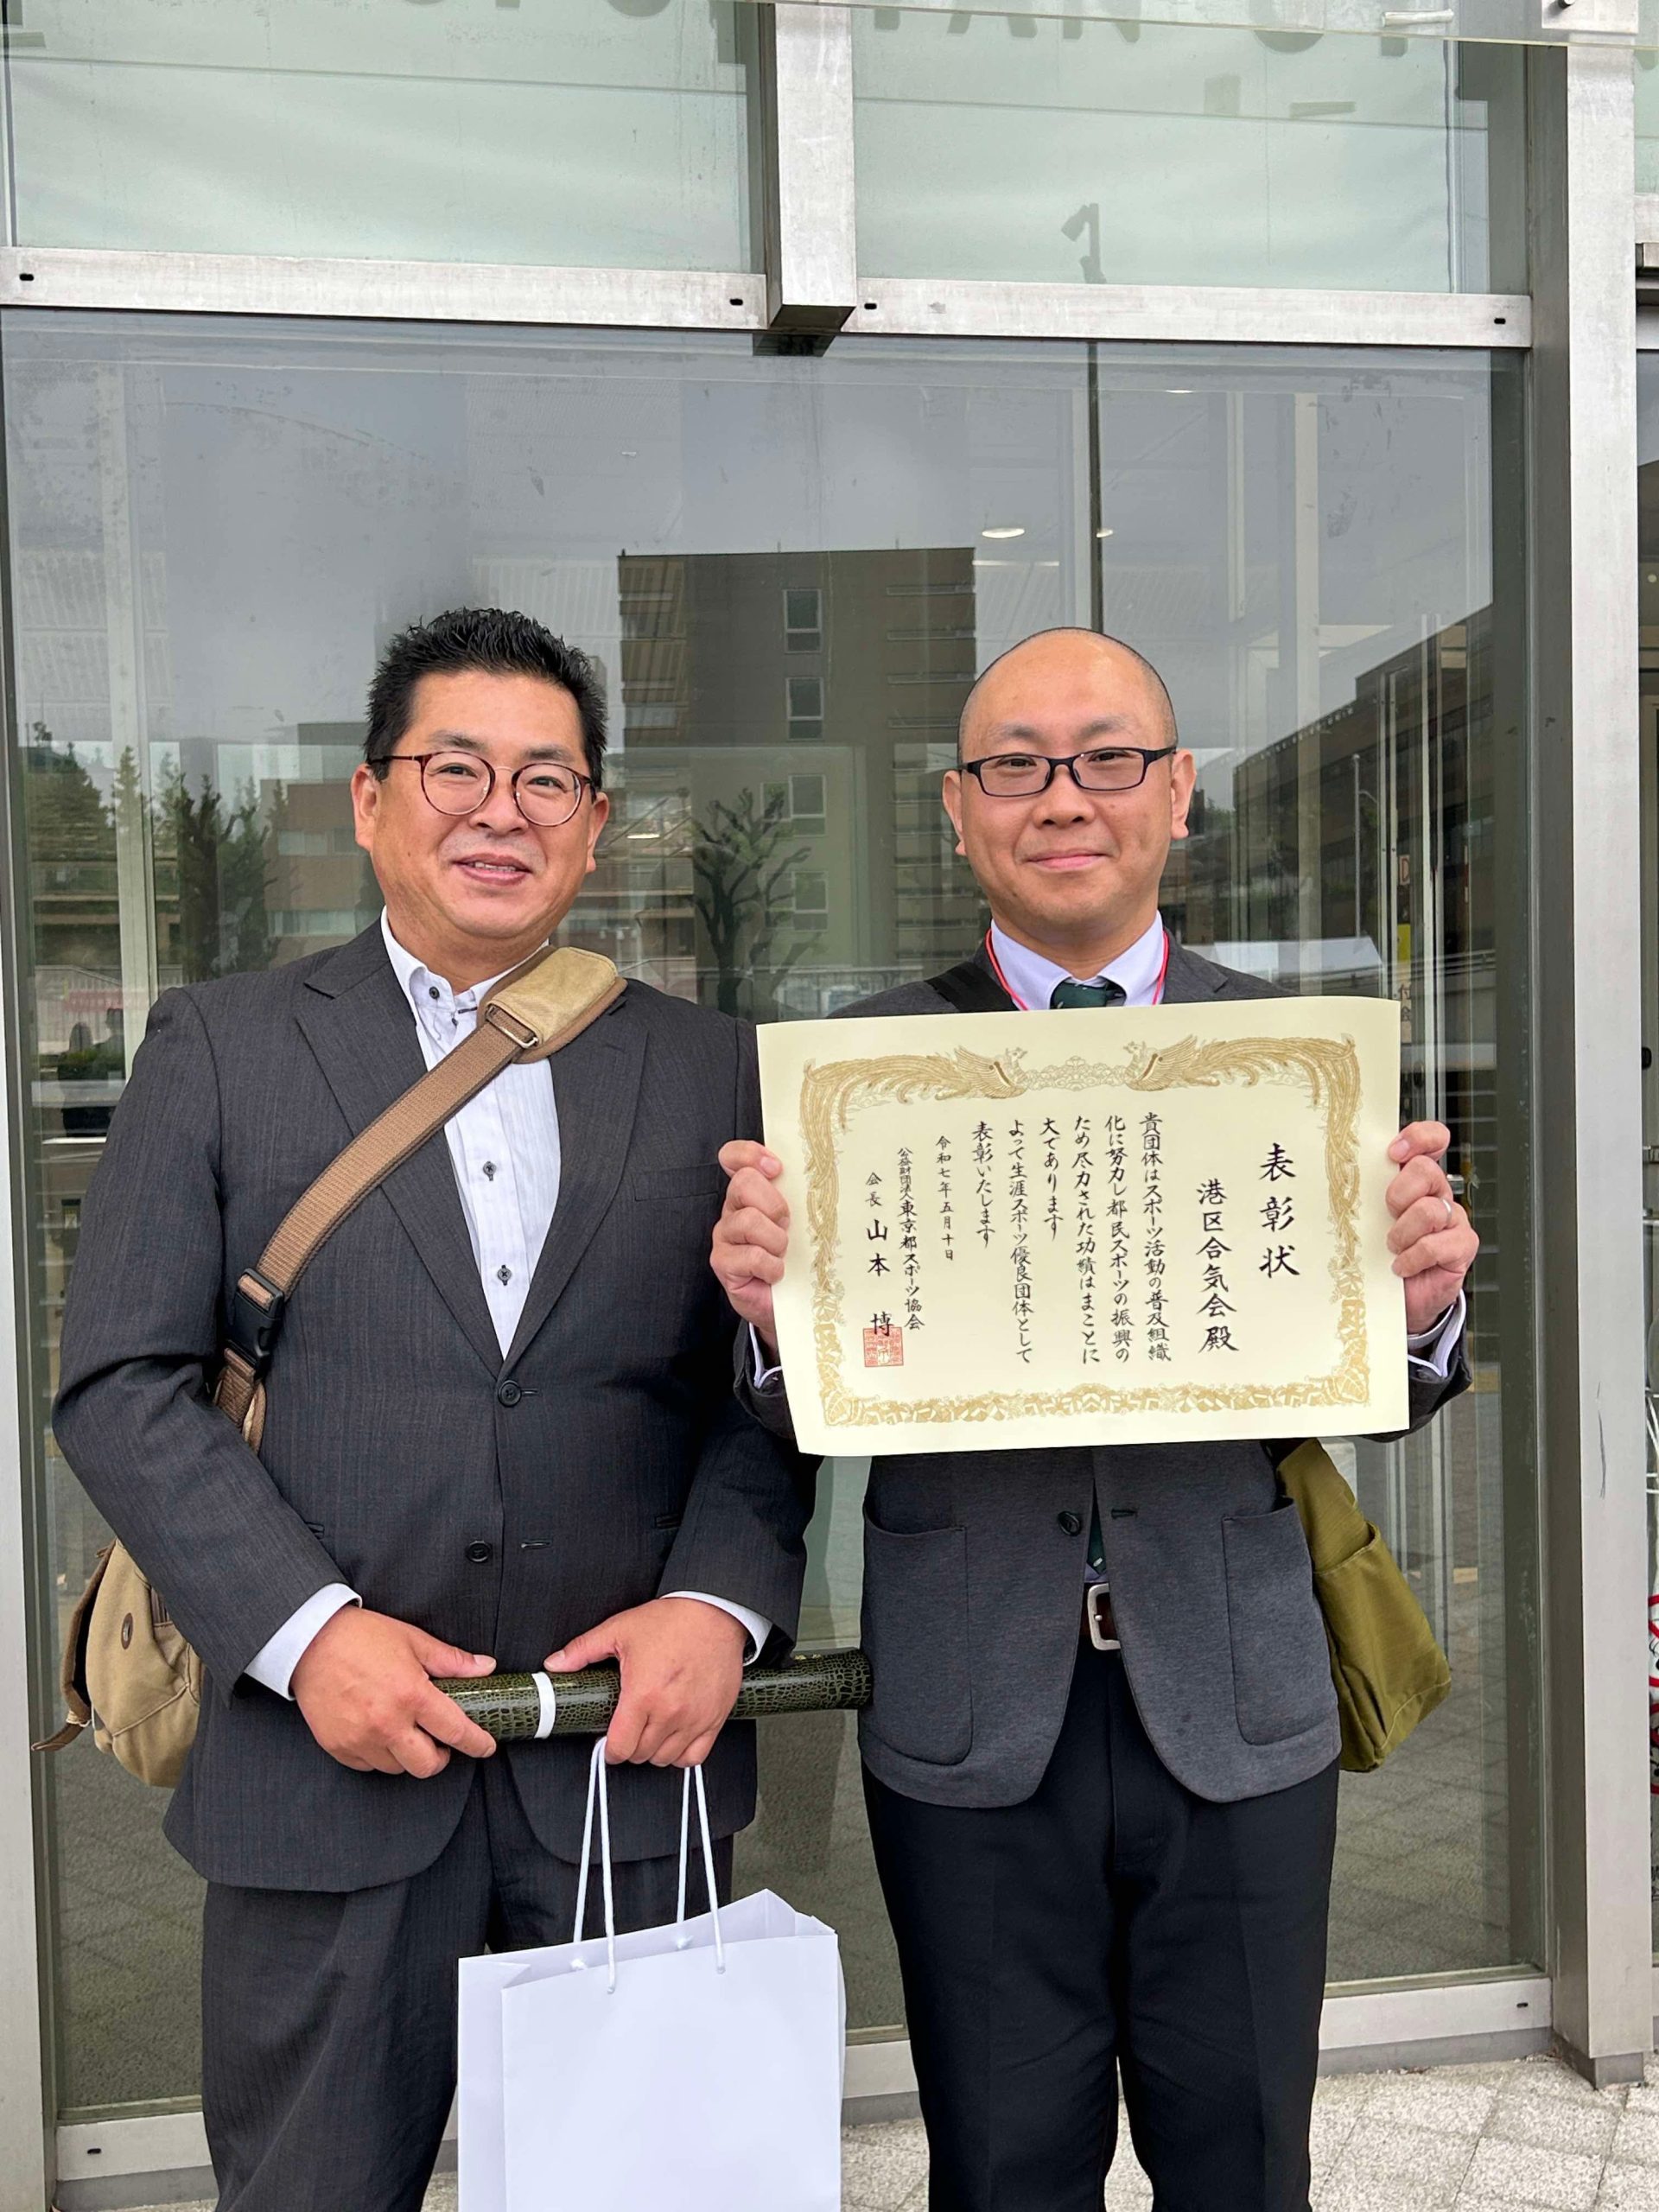 表彰状
港区合気会殿
貴団体はスポーツ活動の普及組織
化に努力し都民スポーツの振興の
ため尽力された功績はまことに
大であります
よって生涯スポーツ優良団体として
表彰いたします
令和七年五月十日
公益財団法人東京都スポーツ協会
会長 山本 博